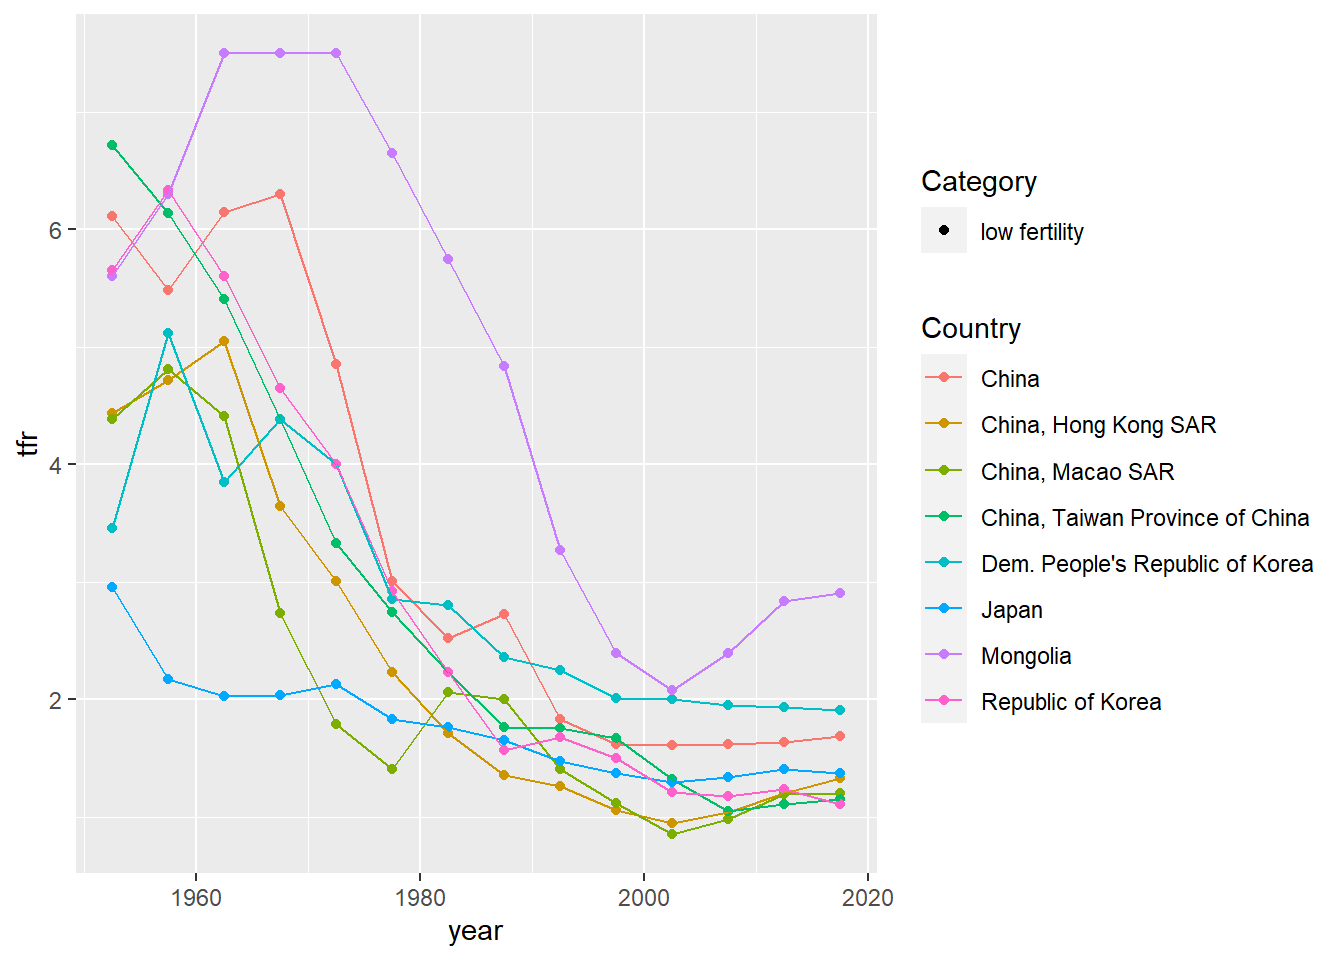 6
4
2
tfr
1960
1980
2000
2020
year
Category
low fertility
Country
China
China, Hong Kong SAR
China, Macao SAR
China, Taiwan Province of China
Dem. People's Republic of Korea
Japan
Mongolia
Republic of Korea